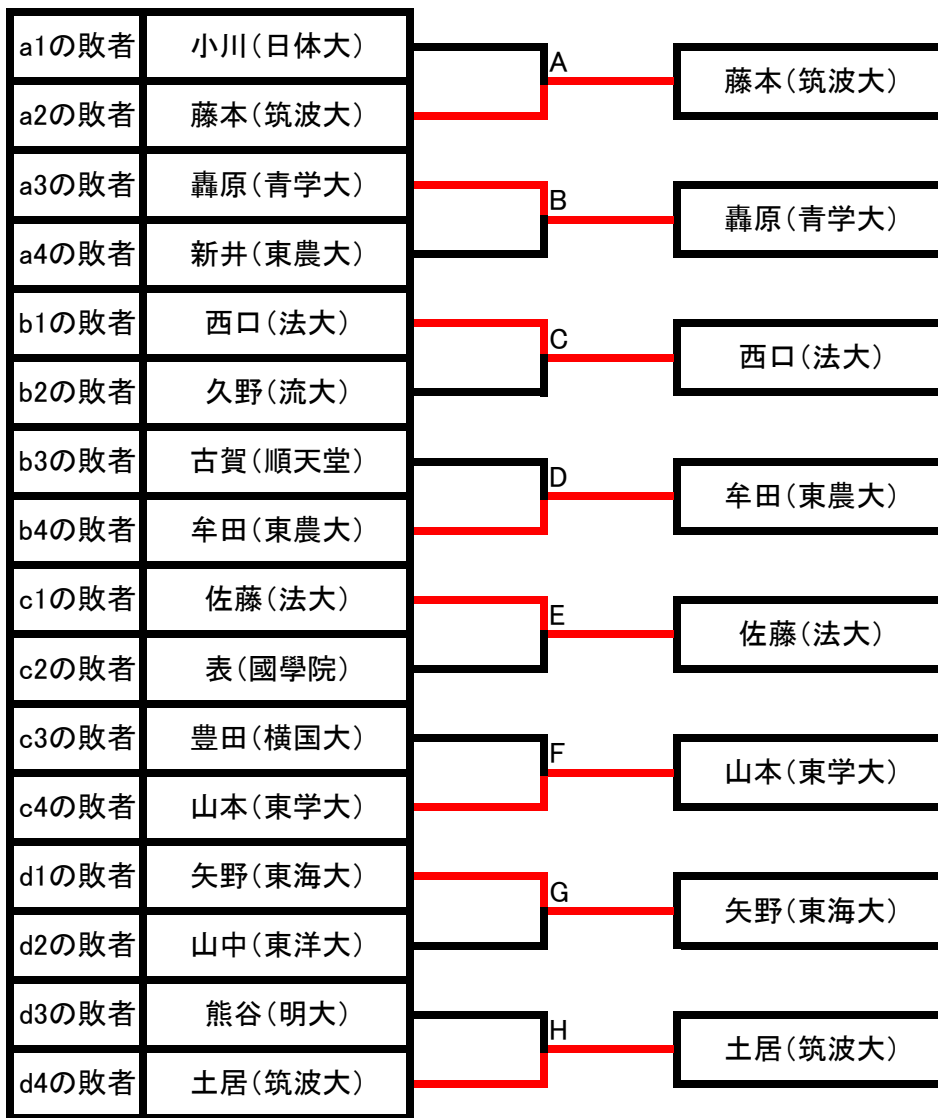 a1の敗者 小川(日体大)
A
藤本(筑波大)
a2の敗者 藤本(筑波大)
a3の敗者 轟原(青学大)
B
轟原(青学大)
a4の敗者 新井(東農大)
b1の敗者 西口(法大)
C
西口(法大)
b2の敗者 久野(流大)
b3の敗者 古賀(順天堂)
D
牟田(東農大)
b4の敗者 牟田(東農大)
c1の敗者 佐藤(法大)
E
佐藤(法大)
c2の敗者 表(國學院)
c3の敗者 豊田(横国大)
F
山本(東学大)
c4の敗者 山本(東学大)
d1の敗者 矢野(東海大)
G
矢野(東海大)
d2の敗者 山中(東洋大)
d3の敗者 熊谷(明大)
H
土居(筑波大)
d4の敗者 土居(筑波大)